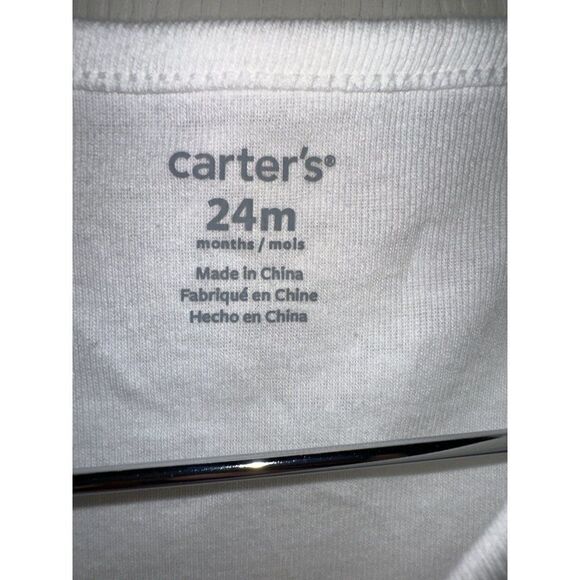 carter's®
24m
months / mois
Made in China
Fabriqué en Chine
Hecho en China